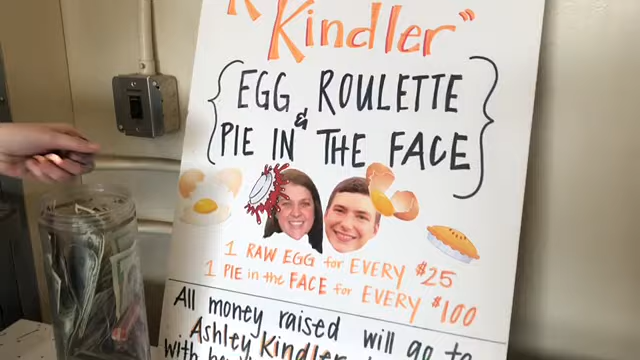 Kindler"
EGG ROULETTE
&
PIE IN THE FACE
1 RAW EGG for EVERY $25
1 PIE in the FACE for EVERY $100
All money raised will go to
Ashley Kindler
with